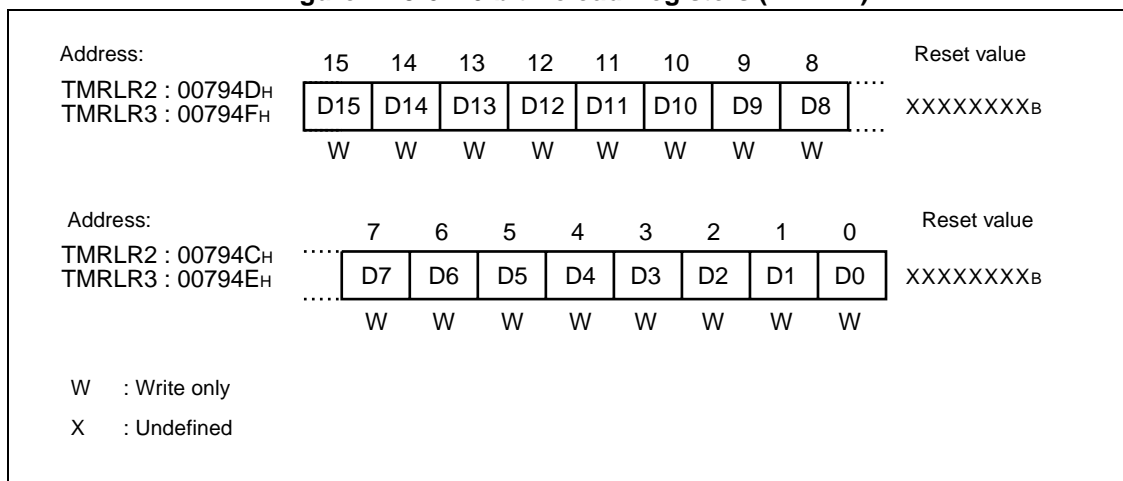 Address:
15 14 13 12 11 10 9 8
Reset value
TMRLR2 : 00794DH
TMRLR3 : 00794FH
D15 D14 D13 D12 D11 D10 D9 D8
XXXXXXXXB
W W W W W W W W
Address:
7 6 5 4 3 2 1 0
Reset value
TMRLR2 : 00794CH
TMRLR3 : 00794EH
D7 D6 D5 D4 D3 D2 D1 D0
XXXXXXXXB
W W W W W W W W
W : Write only
X : Undefined